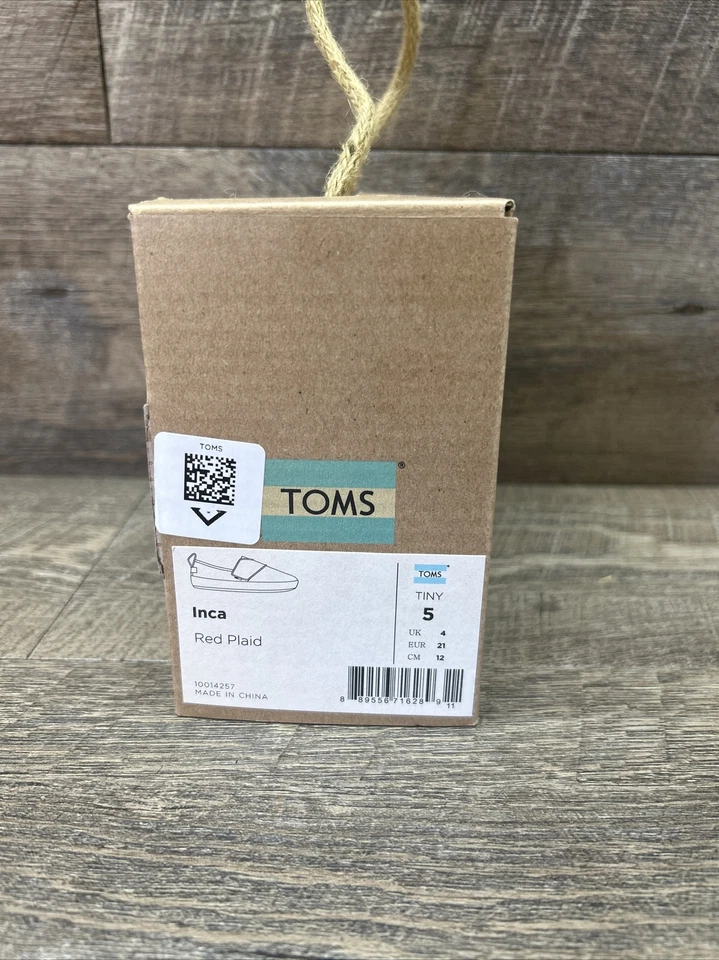 TOMS
TOMS®
Inca
Red Plaid
10014257
MADE IN CHINA
TOMS
TINY
5
UK 4
EUR 21
CM 12
8 89556 71628 9
11